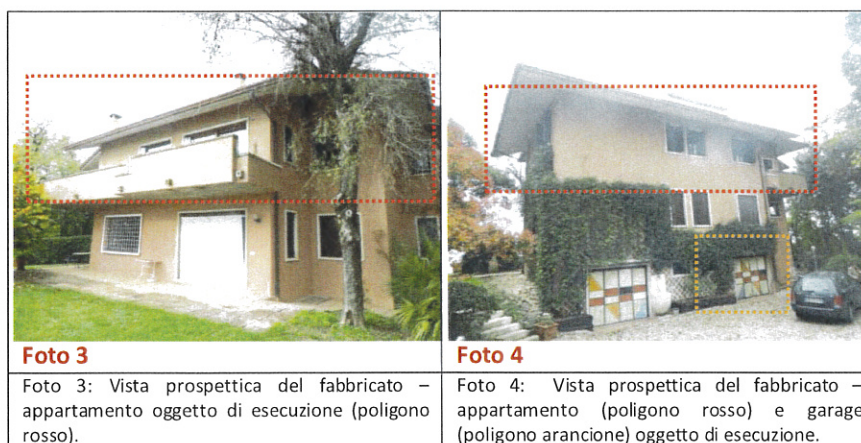 Foto 3
Foto 4
Foto 3: Vista prospettica del fabbricato –
appartamento oggetto di esecuzione (poligono
rosso).
Foto 4: Vista prospettica del fabbricato –
appartamento (poligono rosso) e garage
(poligono arancione) oggetto di esecuzione.